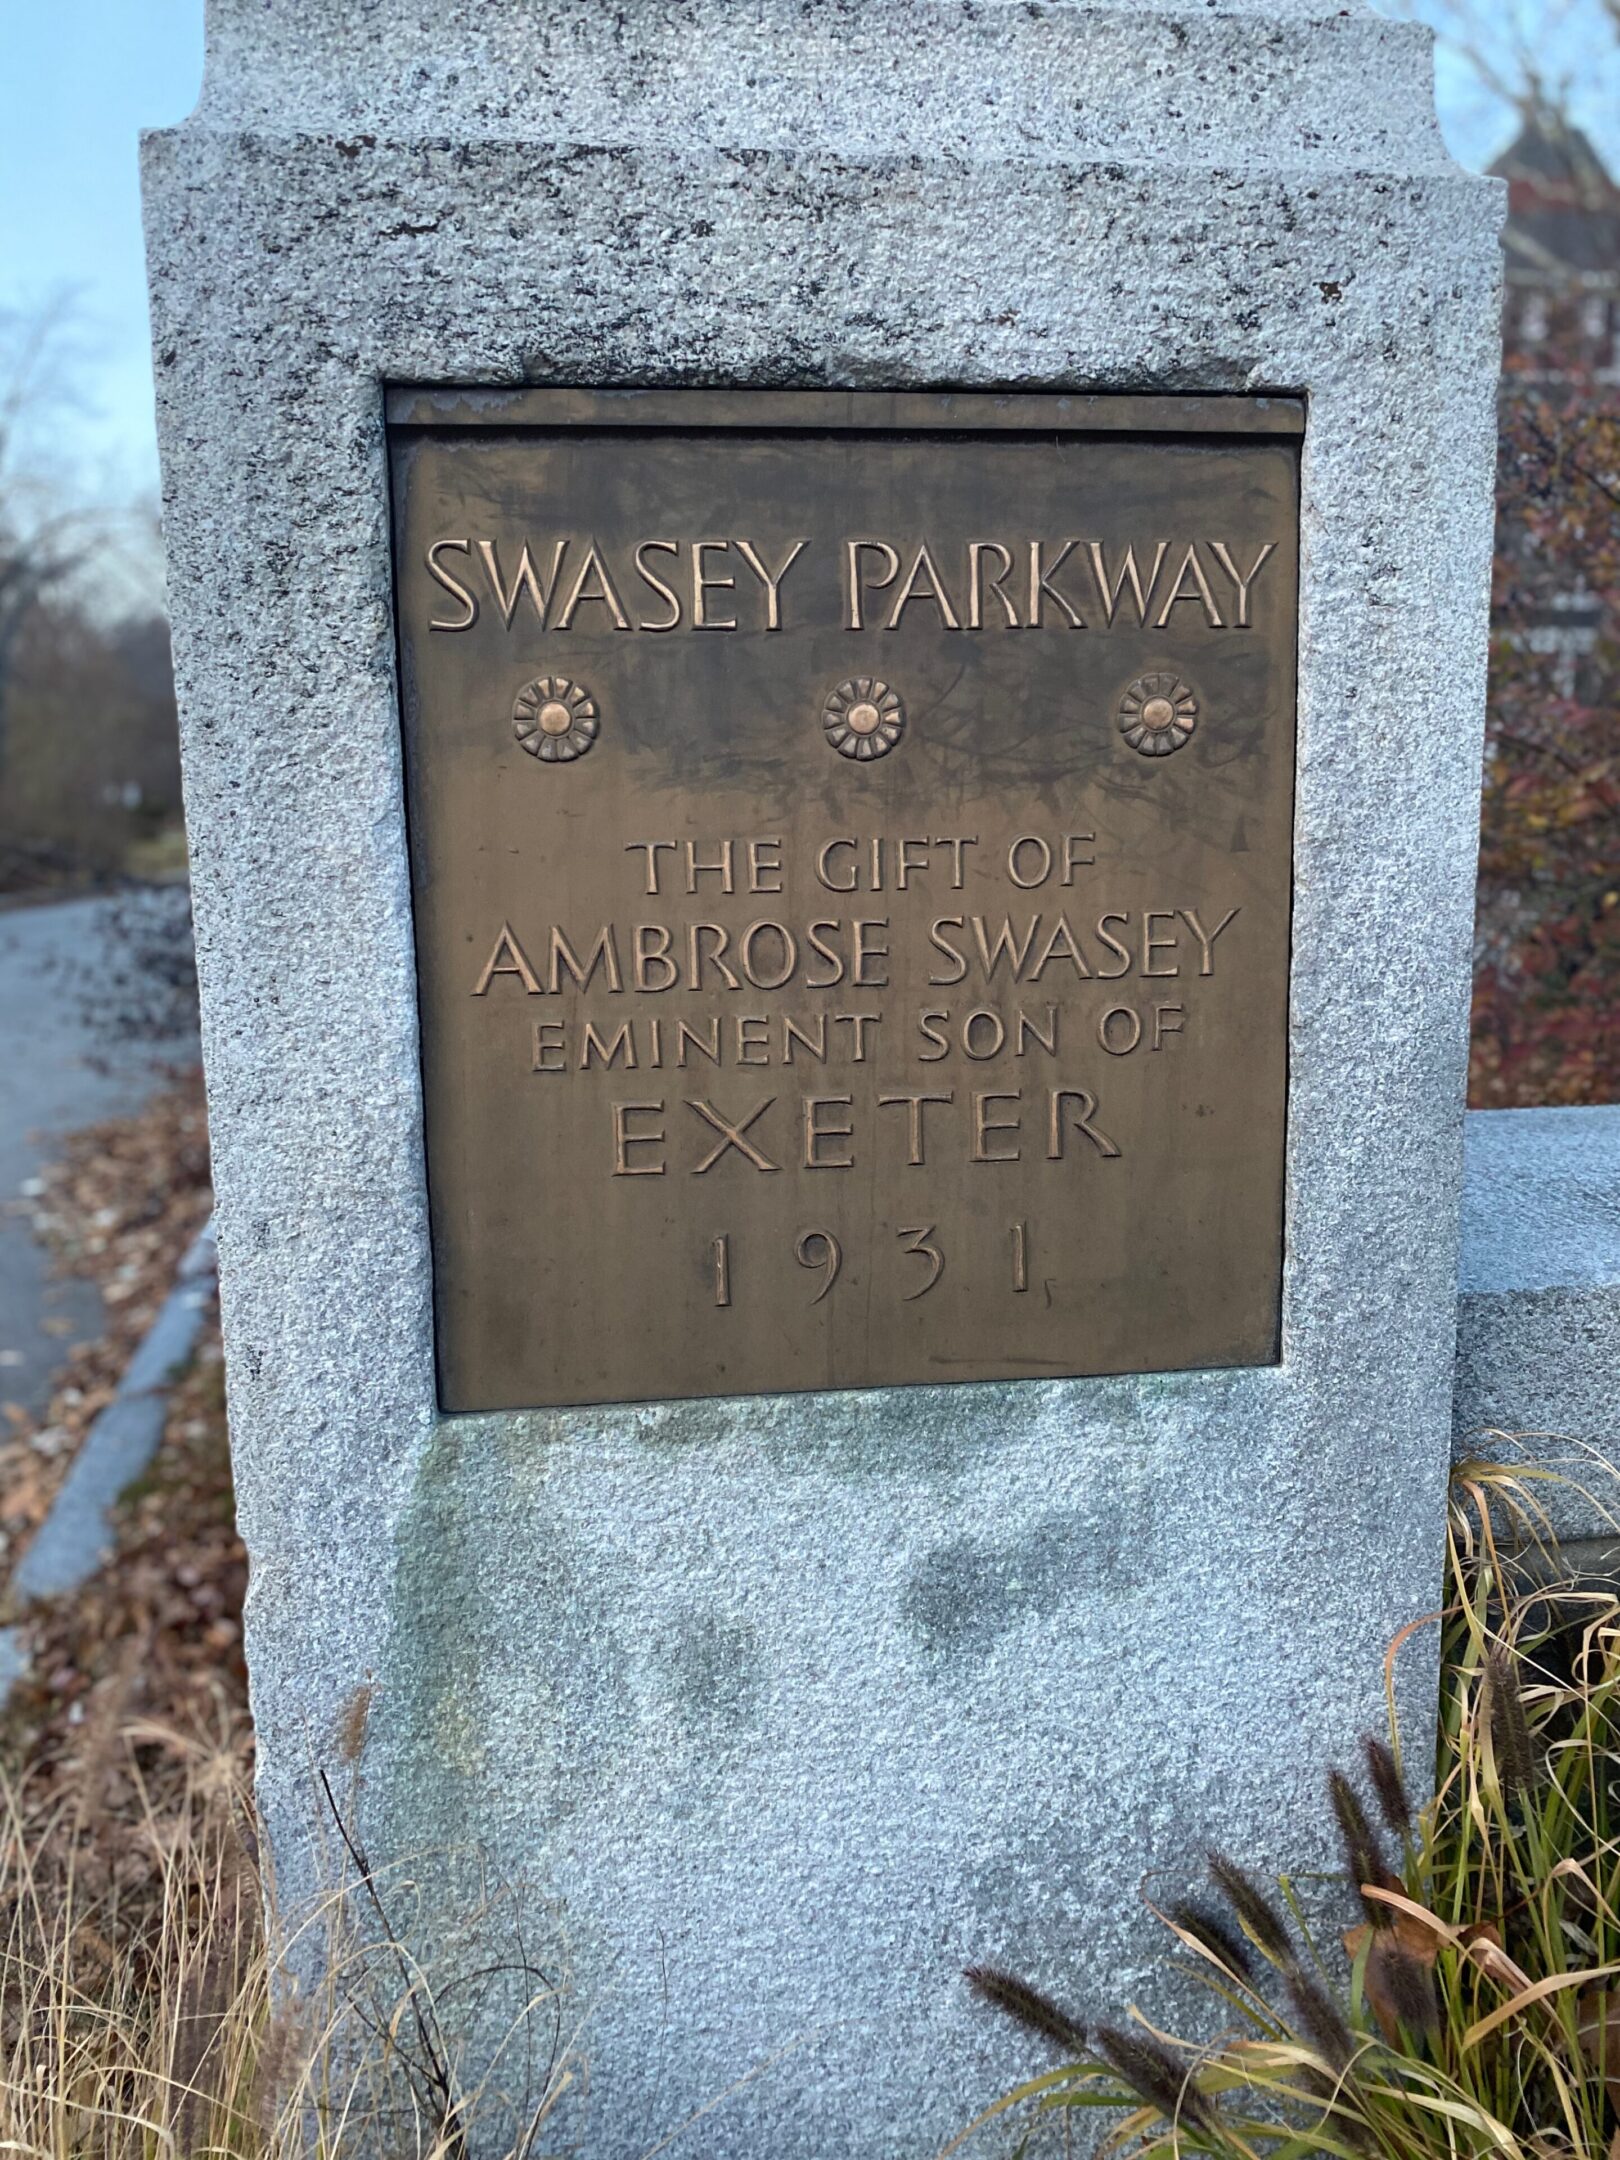 SWASEY PARKWAY
THE GIFT OF
AMBROSE SWASEY
EMINENT SON OF
EXETER
1931